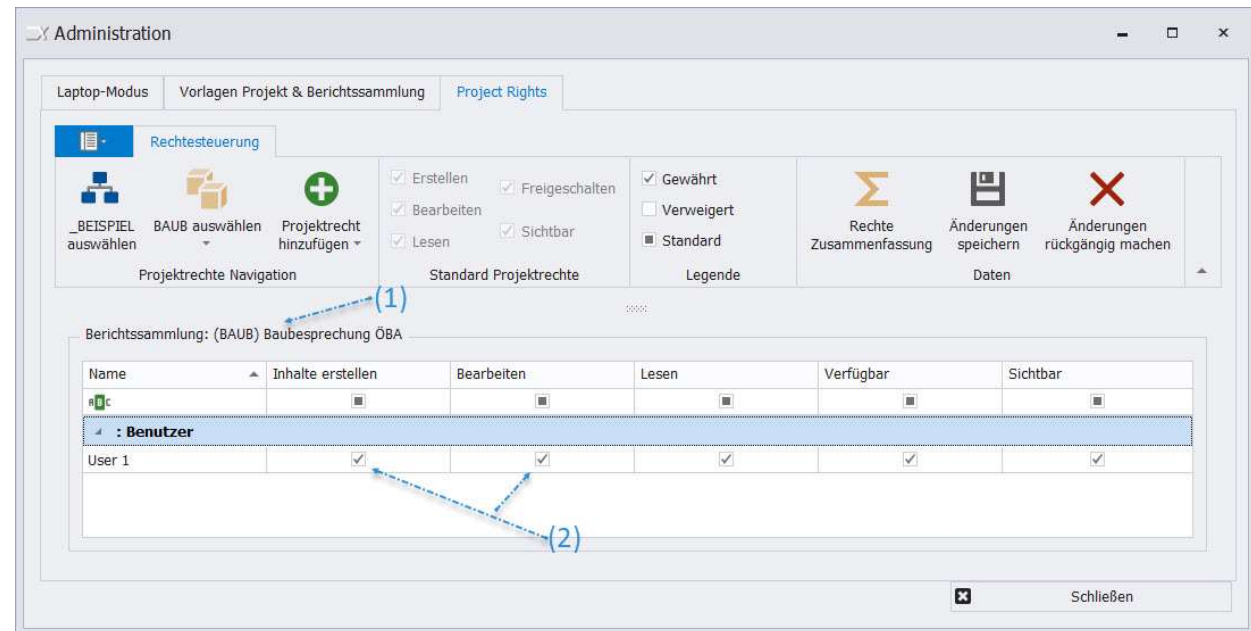 Administration
Laptop-Modus Vorlagen Projekt & Berichtssammlung Project Rights
Rechtesteuerung
_BEISPIEL auswählen
BAUB auswählen
Projektrecht hinzufügen
Projektrechte Navigation
Erstellen
Bearbeiten
Lesen
Freigeschalten
Sichtbar
Standard Projektrechte
Gewährt
Verweigert
Standard
Legende
Rechte Zusammenfassung
Änderungen speichern
Änderungen rückgängig machen
Daten
(1)
Berichtssammlung: (BAUB) Baubesprechung ÖBA
Name Inhalte erstellen Bearbeiten Lesen Verfügbar Sichtbar
ABC
: Benutzer
User 1
(2)
Schließen